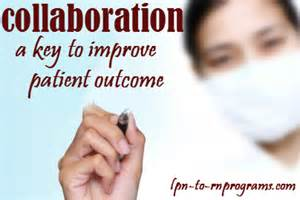 collaboration
a key to improve
patient outcome
lpn-to-rnprograms.com